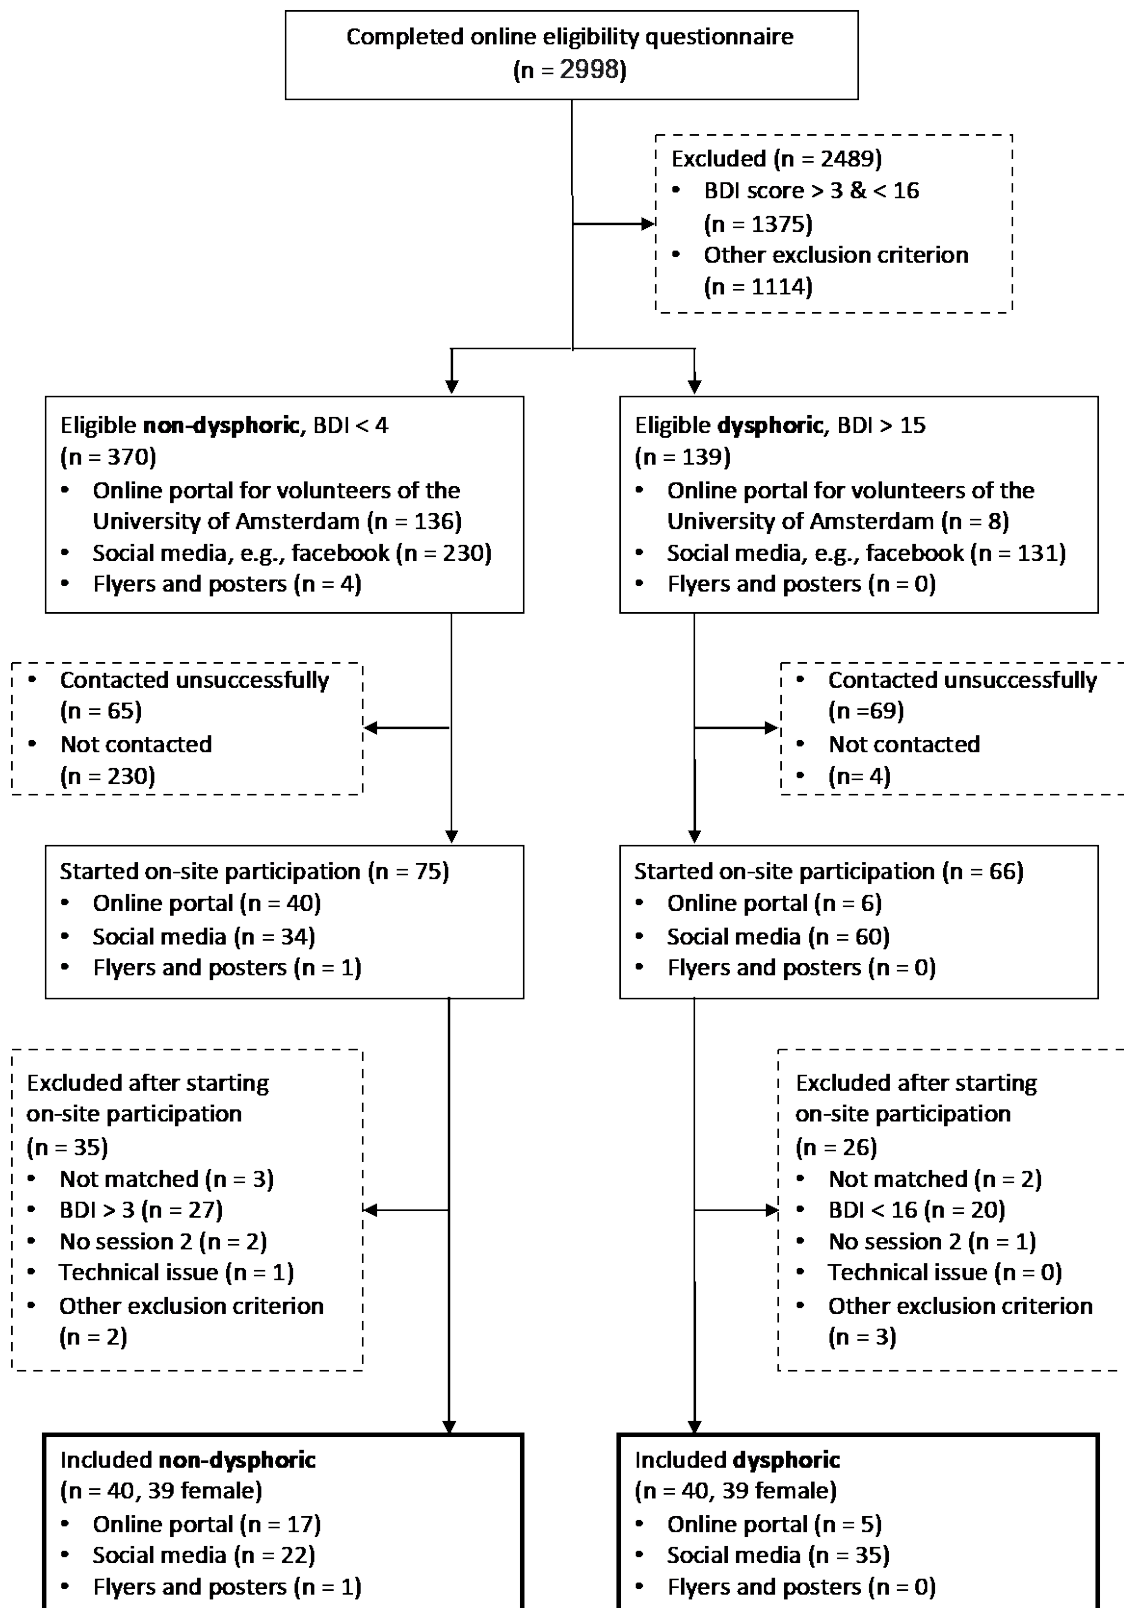 Completed online eligibility questionnaire
(n = 2998)
Excluded (n = 2489)
• BDI score > 3 & < 16
(n = 1375)
• Other exclusion criterion
(n = 1114)
Eligible non-dysphoric, BDI < 4
(n = 370)
• Online portal for volunteers of the
University of Amsterdam (n = 136)
• Social media, e.g., facebook (n = 230)
• Flyers and posters (n = 4)
Eligible dysphoric, BDI > 15
(n = 139)
• Online portal for volunteers of the
University of Amsterdam (n = 8)
• Social media, e.g., facebook (n = 131)
• Flyers and posters (n = 0)
• Contacted unsuccessfully
(n = 65)
• Not contacted
(n = 230)
• Contacted unsuccessfully
(n =69)
• Not contacted
• (n= 4)
Started on-site participation (n = 75)
• Online portal (n = 40)
• Social media (n = 34)
• Flyers and posters (n = 1)
Started on-site participation (n = 66)
• Online portal (n = 6)
• Social media (n = 60)
• Flyers and posters (n = 0)
Excluded after starting
on-site participation
(n = 35)
• Not matched (n = 3)
• BDI > 3 (n = 27)
• No session 2 (n = 2)
• Technical issue (n = 1)
• Other exclusion criterion
(n = 2)
Excluded after starting
on-site participation
(n = 26)
• Not matched (n = 2)
• BDI < 16 (n = 20)
• No session 2 (n = 1)
• Technical issue (n = 0)
• Other exclusion criterion
(n = 3)
Included non-dysphoric
(n = 40, 39 female)
• Online portal (n = 17)
• Social media (n = 22)
• Flyers and posters (n = 1)
Included dysphoric
(n = 40, 39 female)
• Online portal (n = 5)
• Social media (n = 35)
• Flyers and posters (n = 0)